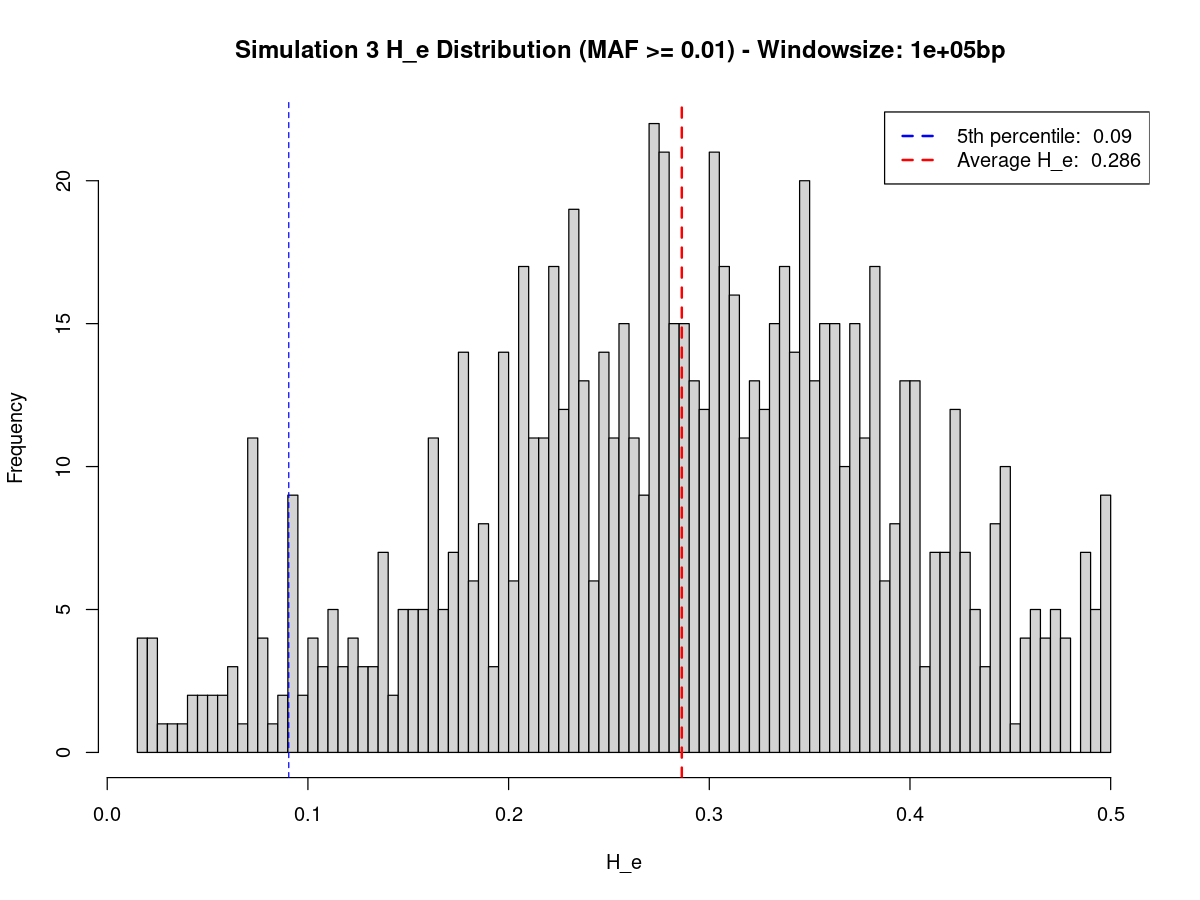 Simulation 3 H_e Distribution (MAF >= 0.01) - Windowsize: 1e+05bp
5th percentile: 0.09
Average H_e: 0.286
Frequency
20
15
10
5
0
0.0 0.1 0.2 0.3 0.4 0.5
H_e